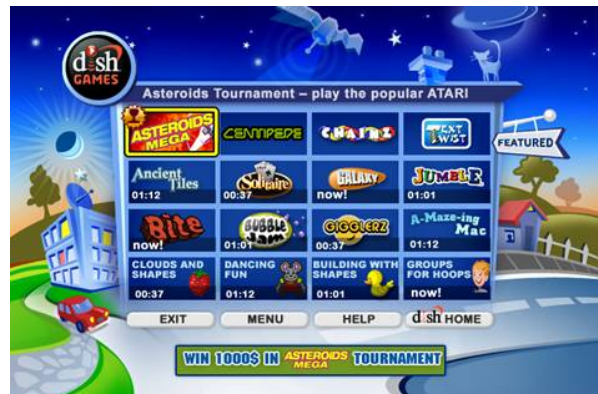 dish
GAMES
Asteroids Tournament – play the popular ATARI
ASTEROIDS
MEGA
CENTIPEDE
CHAINZ
TEXT
TWIST
FEATURED
Ancient
Tiles
01:12
Solitaire
00:37
GALAXY
now!
JUMBLE
01:01
Bite
now!
BUBBLE
Jam
01:01
GIGGLERZ
00:37
A-Maze-ing
Mac
01:12
CLOUDS AND
SHAPES
00:37
DANCING
FUN
01:12
BUILDING WITH
SHAPES
01:01
GROUPS
FOR HOOPS
now!
EXIT
MENU
HELP
dish HOME
WIN 1000$ IN ASTEROIDS MEGA TOURNAMENT